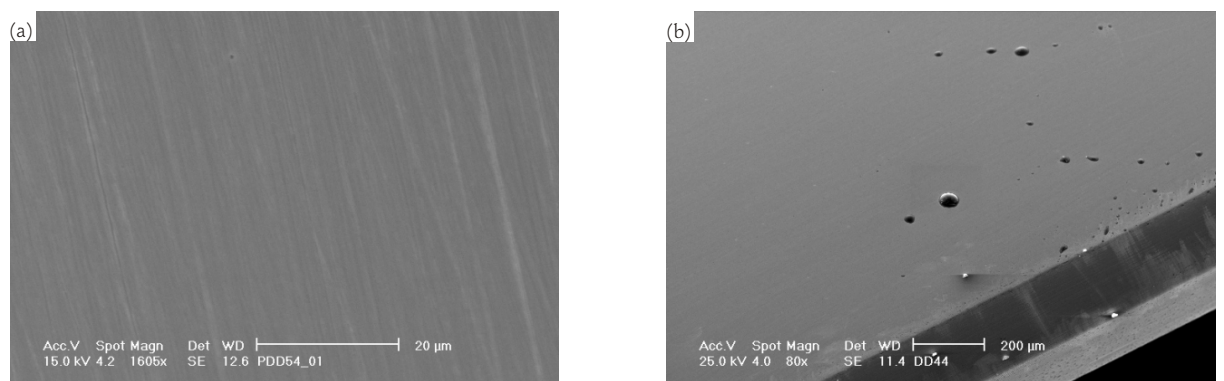 (a)
Acc.V Spot Magn Det WD 20 µm
15.0 kV 4.2 1605x SE 12.6 PDD54_01
(b)
Acc.V Spot Magn Det WD 200 µm
25.0 kV 4.0 80x SE 11.4 DD44